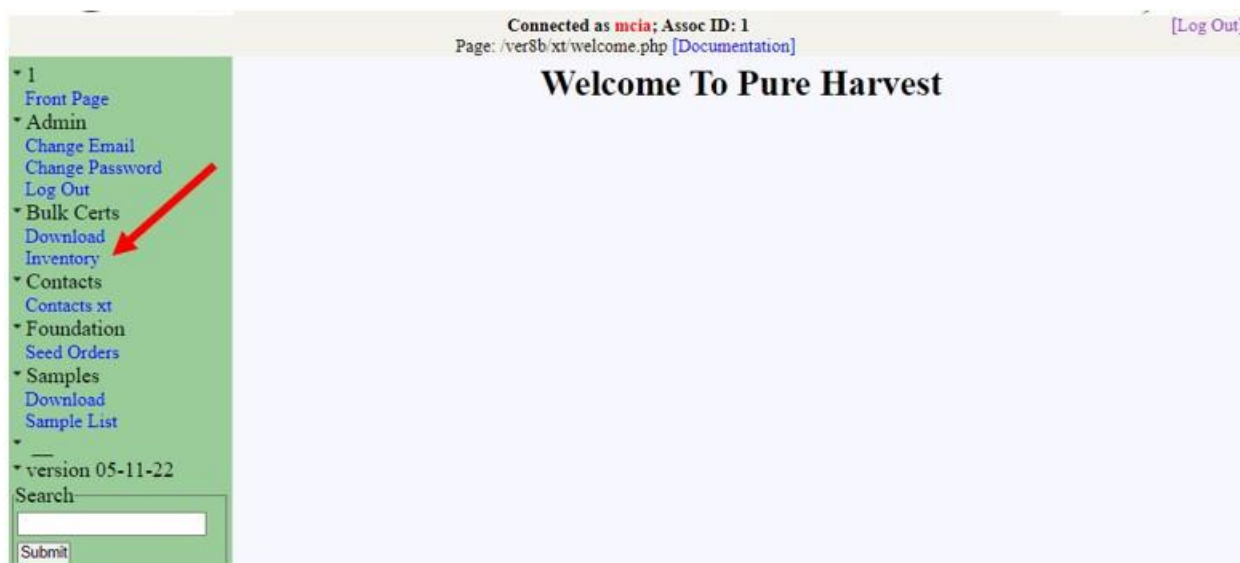 Connected as mcia; Assoc ID: 1
[Log Out]
Page: /ver8b/xt/welcome.php [Documentation]
1
Front Page
Admin
Change Email
Change Password
Log Out
Bulk Certs
Download
Inventory
Contacts
Contacts xt
Foundation
Seed Orders
Samples
Download
Sample List
__
version 05-11-22
Search
Submit
Welcome To Pure Harvest